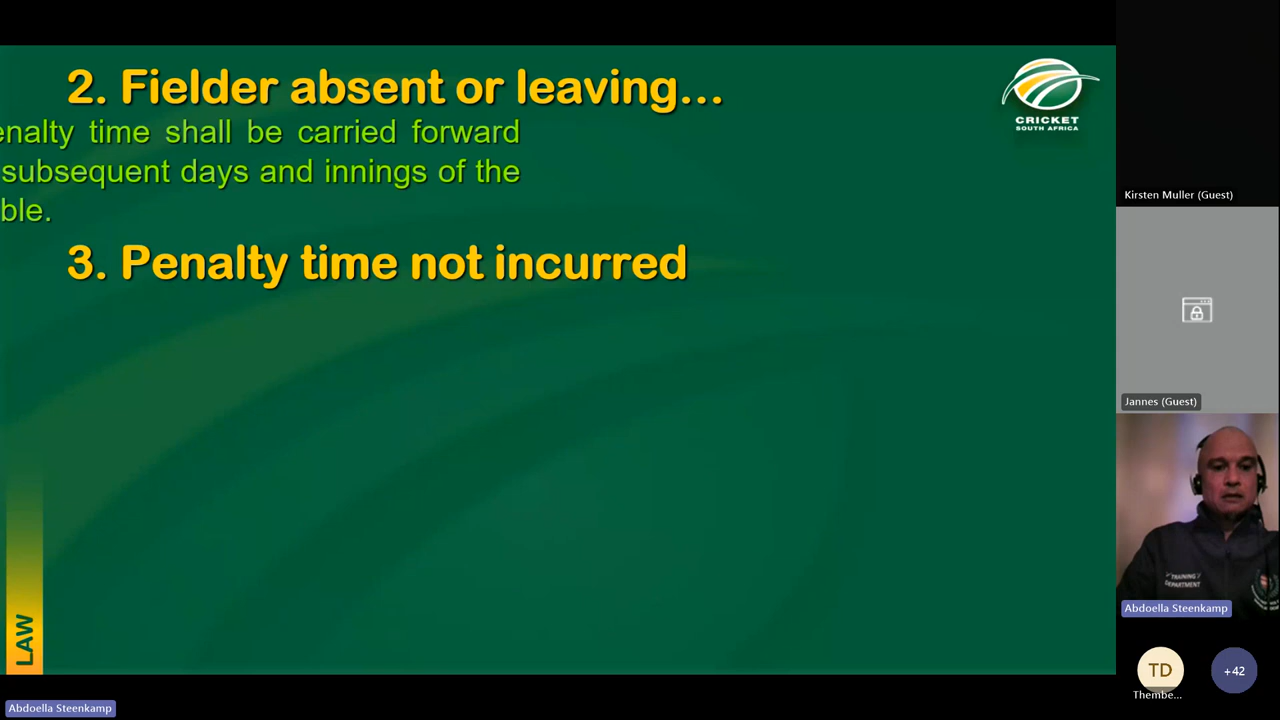 2. Fielder absent or leaving...
enalty time shall be carried forward
subsequent days and innings of the
ble.
3. Penalty time not incurred
LAW
CRICKET
SOUTH AFRICA
Kirsten Muller (Guest)
Jannes (Guest)
TRAINING
DEPARTMENT
Abdoella Steenkamp
TD
Thembe...
+42
Abdoella Steenkamp